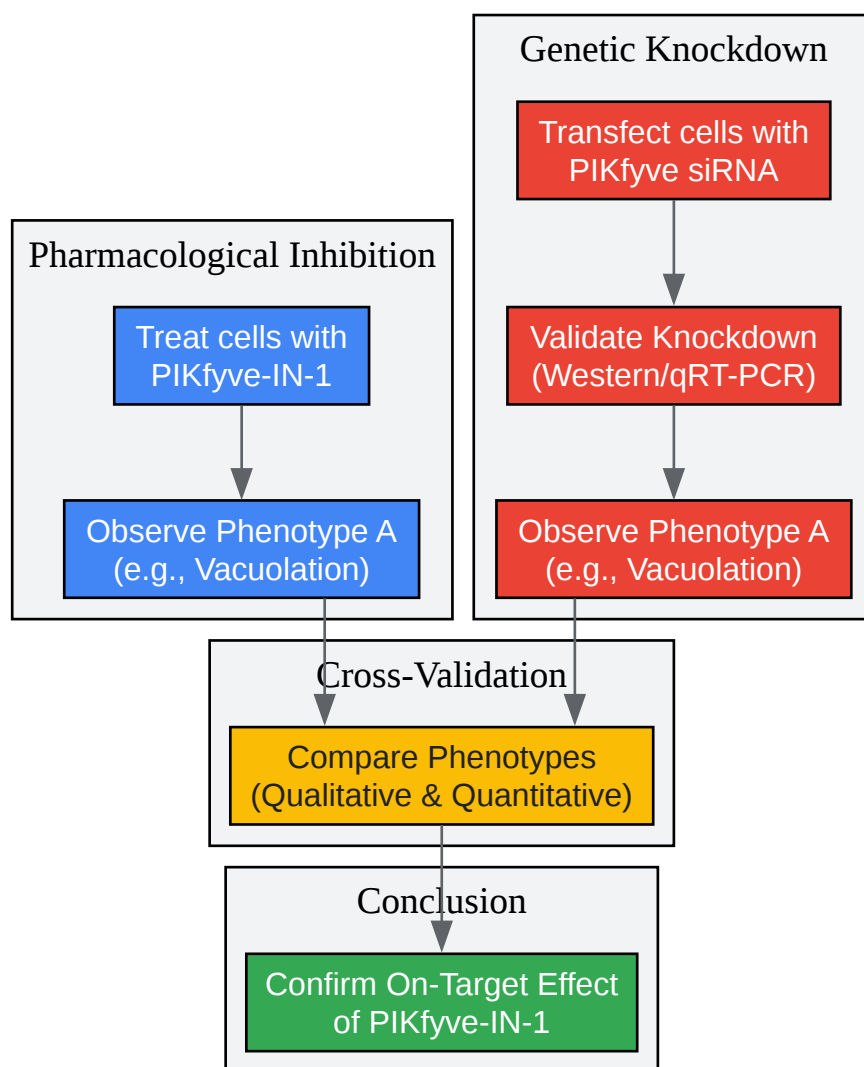 Genetic Knockdown
Transfect cells with
PIKfyve siRNA
Pharmacological Inhibition
Treat cells with
PIKfyve-IN-1
Validate Knockdown
(Western/qRT-PCR)
Observe Phenotype A
(e.g., Vacuolation)
Observe Phenotype A
(e.g., Vacuolation)
Cross-Validation
Compare Phenotypes
(Qualitative & Quantitative)
Conclusion
Confirm On-Target Effect
of PIKfyve-IN-1